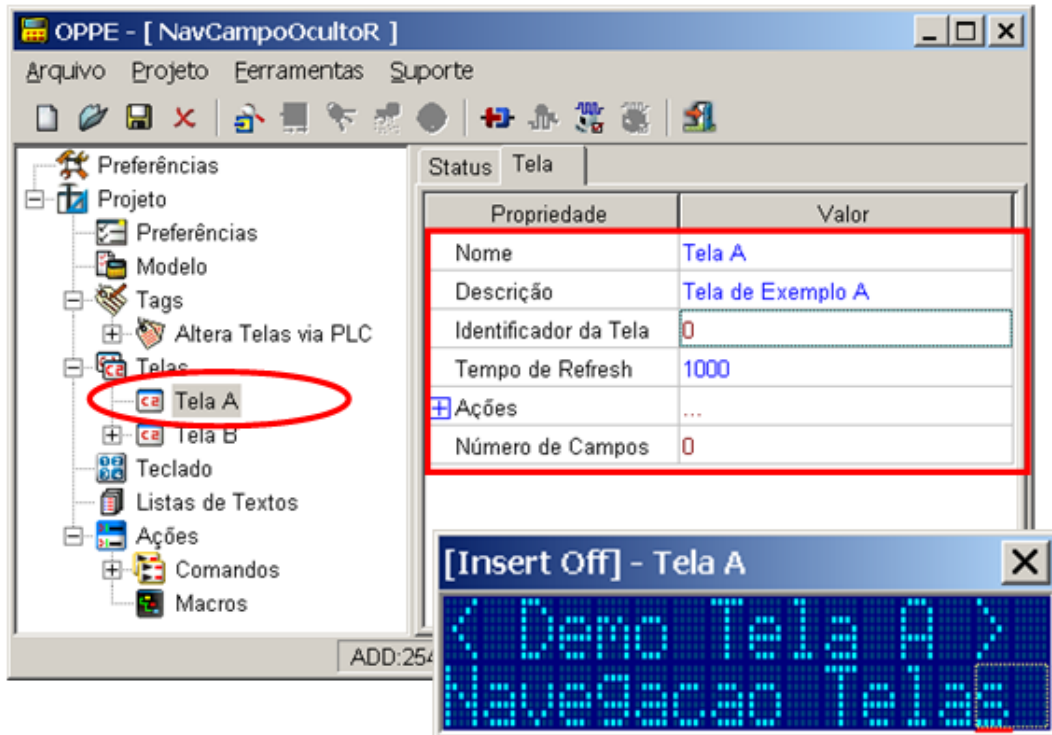 OPPE - [ NavCampoOcultoR ]
Arquivo Projeto Ferramentas Suporte
Preferências
Projeto
Preferências
Modelo
Tags
Altera Telas via PLC
Telas
Tela A
Tela B
Teclado
Listas de Textos
Ações
Comandos
Macros
Status Tela
Propriedade Valor
Nome Tela A
Descrição Tela de Exemplo A
Identificador da Tela 0
Tempo de Refresh 1000
Ações ...
Número de Campos 0
ADD:254
[Insert Off] - Tela A
< Demo Tela A >
Navegacao Telas